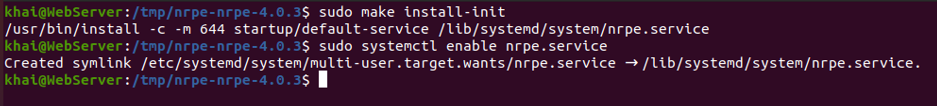 khai@WebServer:/tmp/nrpe-nrpe-4.0.3$ sudo make install-init
/usr/bin/install -c -m 644 startup/default-service /lib/systemd/system/nrpe.service
khai@WebServer:/tmp/nrpe-nrpe-4.0.3$ sudo systemctl enable nrpe.service
Created symlink /etc/systemd/system/multi-user.target.wants/nrpe.service → /lib/systemd/system/nrpe.service.
khai@WebServer:/tmp/nrpe-nrpe-4.0.3$